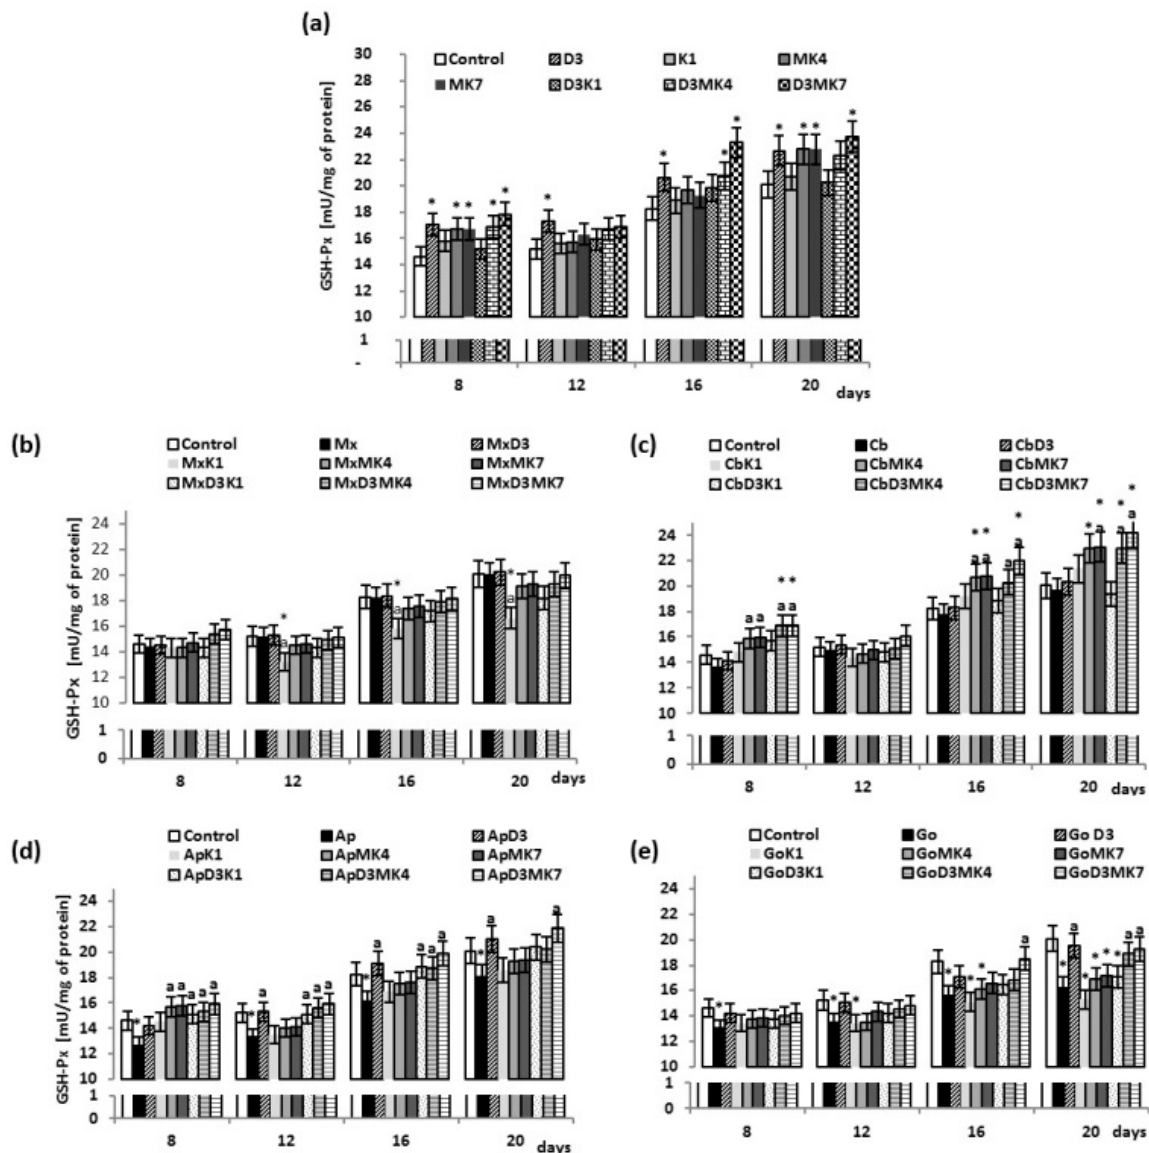 (a)
Control D3 K1 MK4
MK7 D3K1 D3MK4 D3MK7
GSH-Px [mU/mg of protein]
30
28
26
24
22
20
18
16
14
12
10
1
-
* * * * * * * * * * * * * *
8 12 16 20 days
(b)
Control Mx MxD3
MxK1 MxMK4 MxMK7
MxD3K1 MxD3MK4 MxD3MK7
GSH-Px [mU/mg of protein]
24
22
20
18
16
14
12
10
1
0
* * *
a a a
8 12 16 20 days
(c)
Control Cb CbD3
CbK1 CbMK4 CbMK7
CbD3K1 CbD3MK4 CbD3MK7
24
22
20
18
16
14
12
10
1
0
* * * * * * * * *
a a a a a a a a a a a
8 12 16 20 days
(d)
Control Ap ApD3
ApK1 ApMK4 ApMK7
ApD3K1 ApD3MK4 ApD3MK7
GSH-Px [mU/mg of protein]
24
22
20
18
16
14
12
10
1
0
* * * *
a a a a a a a a a a a a a a a
8 12 16 20 days
(e)
Control Go Go D3
GoK1 GoMK4 GoMK7
GoD3K1 GoD3MK4 GoD3MK7
24
22
20
18
16
14
12
10
1
0
* * * * * * * * * * *
a a a a
8 12 16 20 days